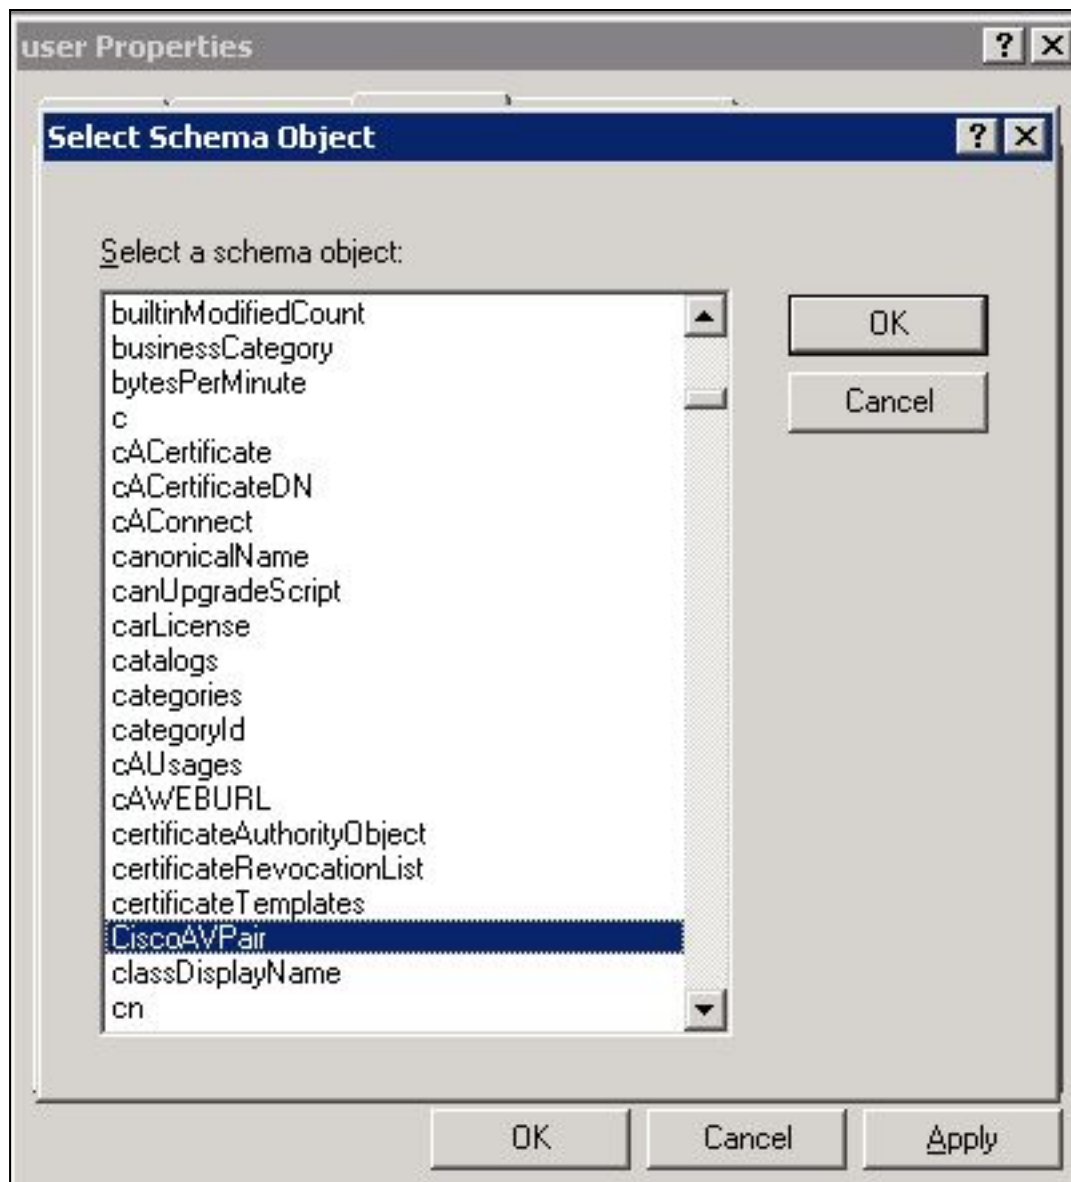 user Properties
Select Schema Object
Select a schema object:
builtinModifiedCount
businessCategory
bytesPerMinute
c
cACertificate
cACertificateDN
cAConnect
canonicalName
canUpgradeScript
carLicense
catalogs
categories
categoryId
cAUsages
cAWEBURL
certificateAuthorityObject
certificateRevocationList
certificateTemplates
CiscoAVPair
classDisplayName
cn
OK
Cancel
OK Cancel Apply